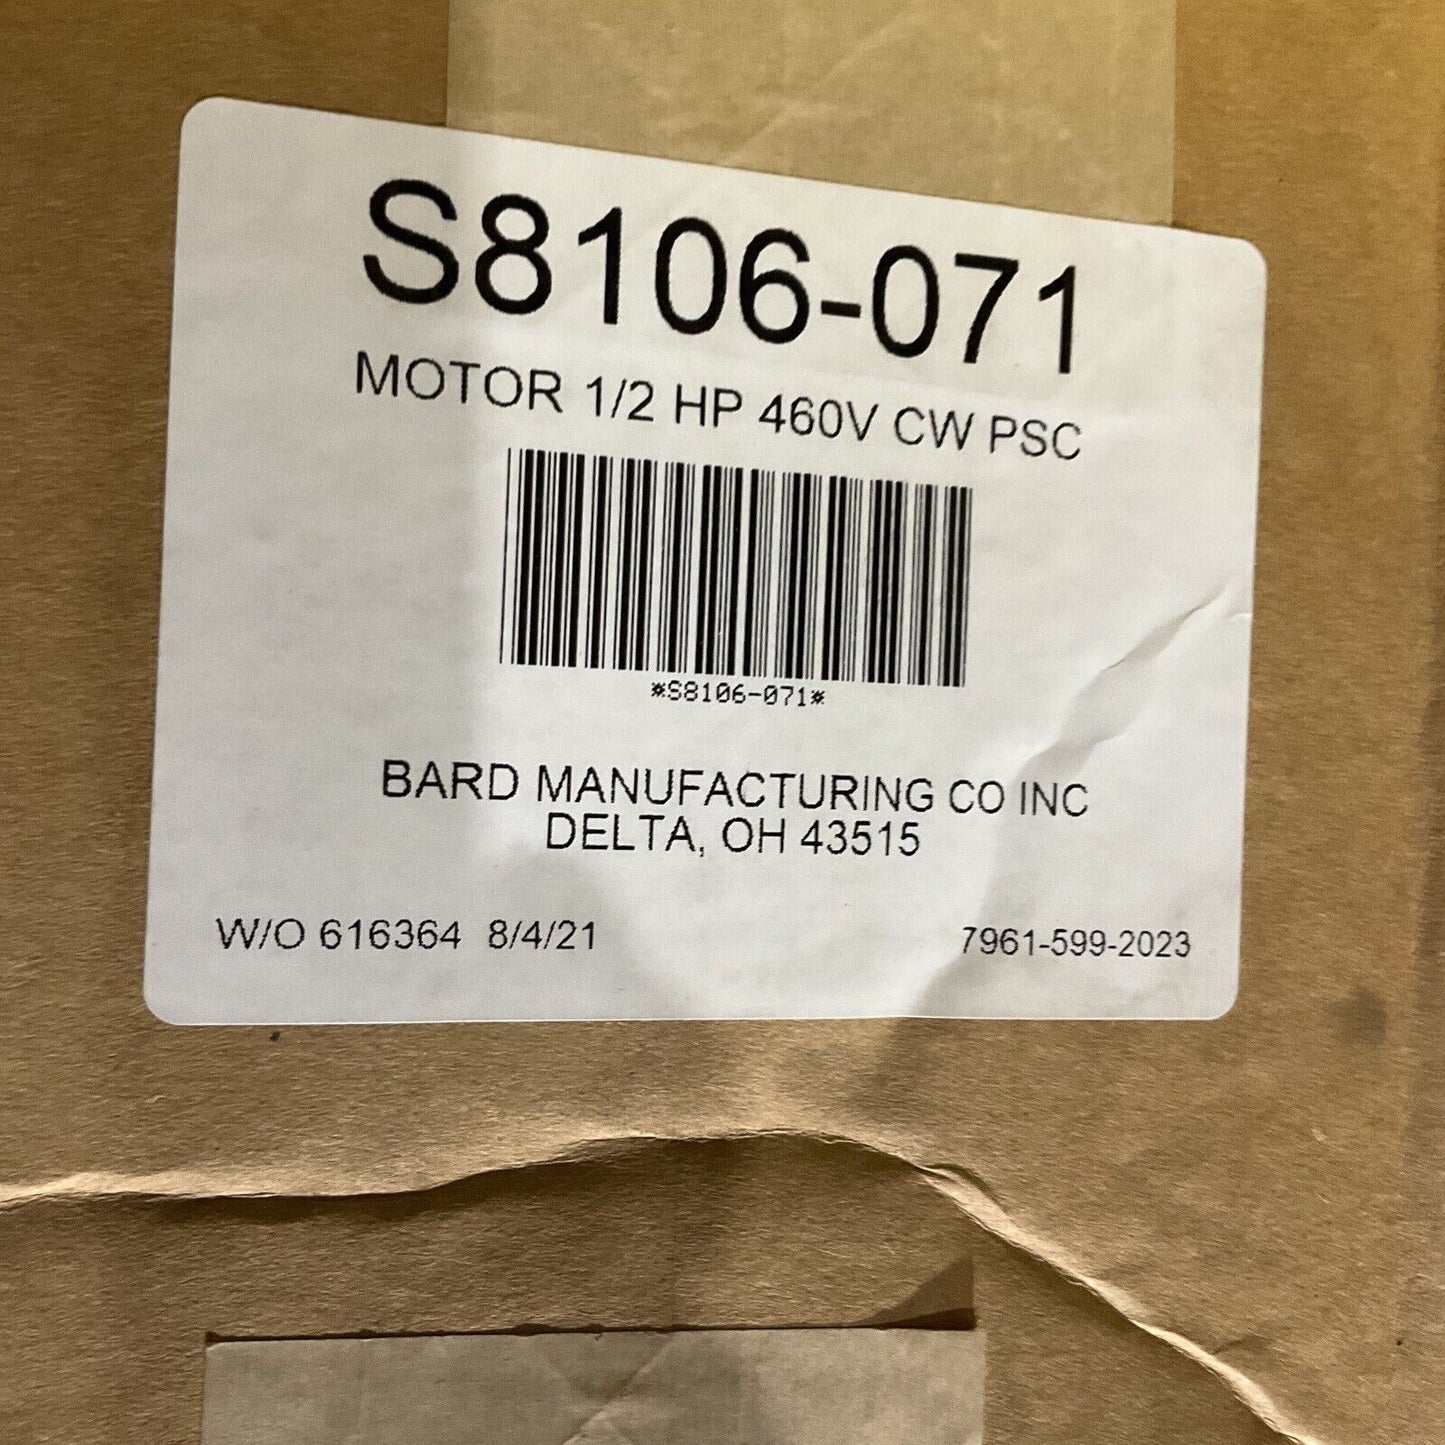 S8106-071
MOTOR 1/2 HP 460V CW PSC
*S8106-071*
BARD MANUFACTURING CO INC
DELTA, OH 43515
W/O 616364 8/4/21
7961-599-2023